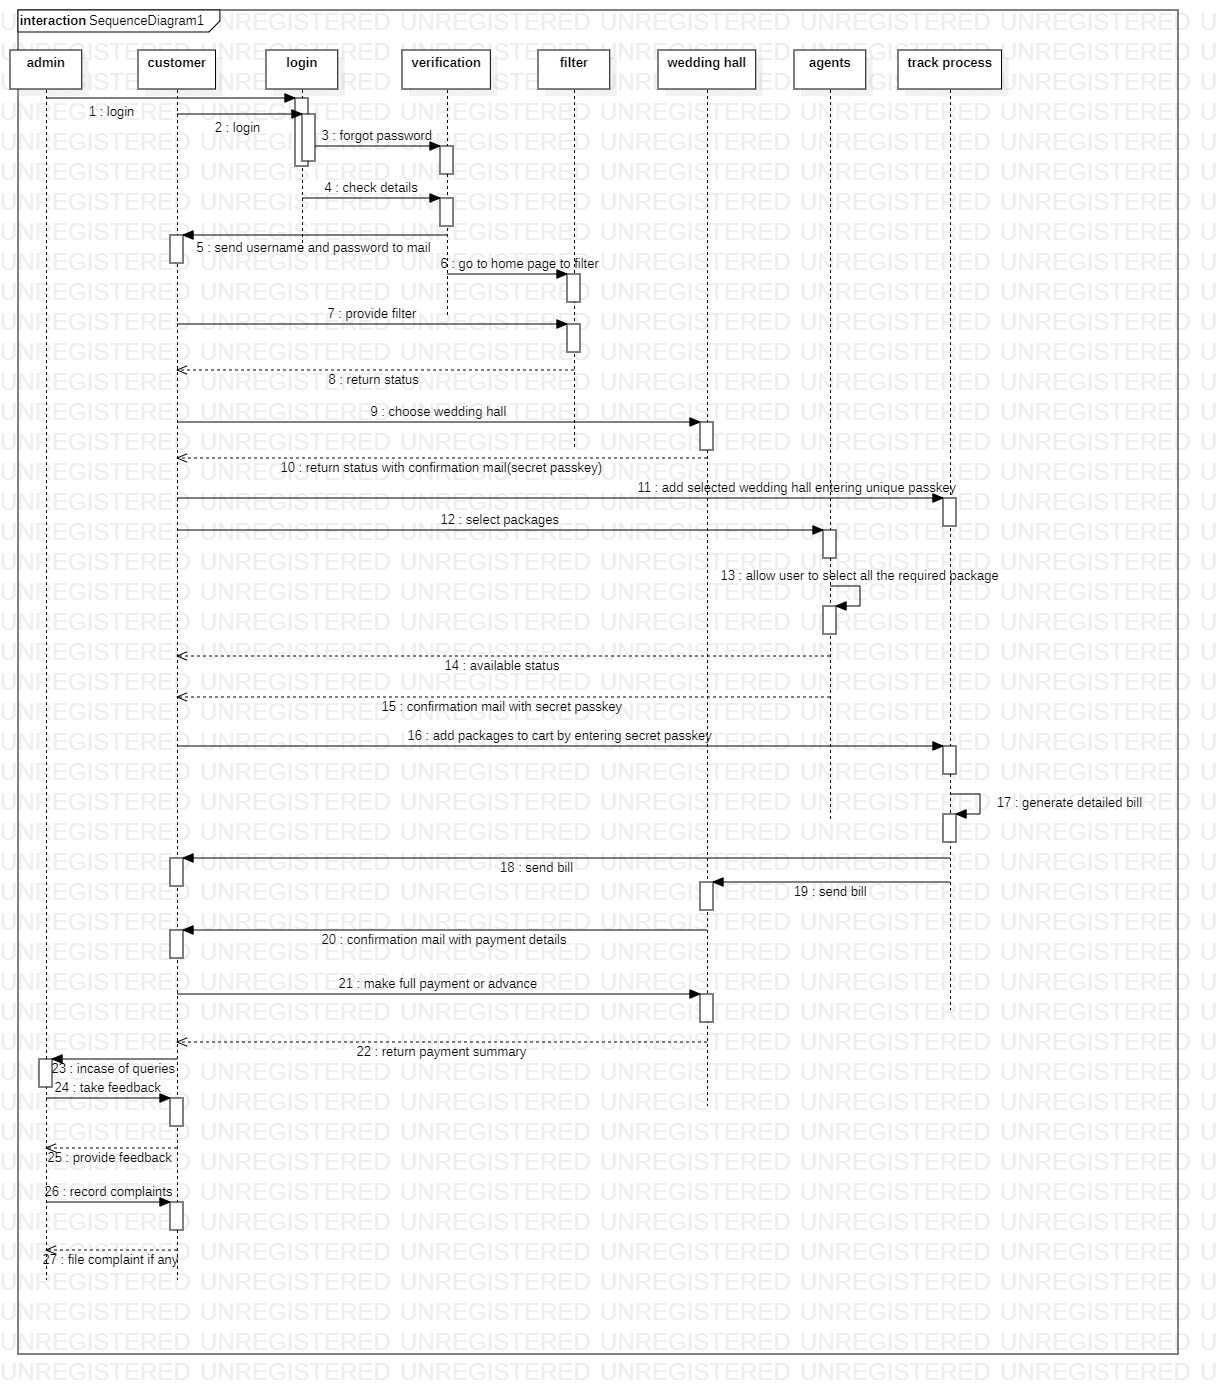 interaction SequenceDiagram1
admin
customer
login
verification
filter
wedding hall
agents
track process
1 : login
2 : login
3 : forgot password
4 : check details
5 : send username and password to mail
6 : go to home page to filter
7 : provide filter
8 : return status
9 : choose wedding hall
10 : return status with confirmation mail(secret passkey)
11 : add selected wedding hall entering unique passkey
12 : select packages
13 : allow user to select all the required package
14 : available status
15 : confirmation mail with secret passkey
16 : add packages to cart by entering secret passkey
17 : generate detailed bill
18 : send bill
19 : send bill
20 : confirmation mail with payment details
21 : make full payment or advance
22 : return payment summary
23 : incase of queries
24 : take feedback
25 : provide feedback
26 : record complaints
27 : file complaint if any
UNREGISTERED